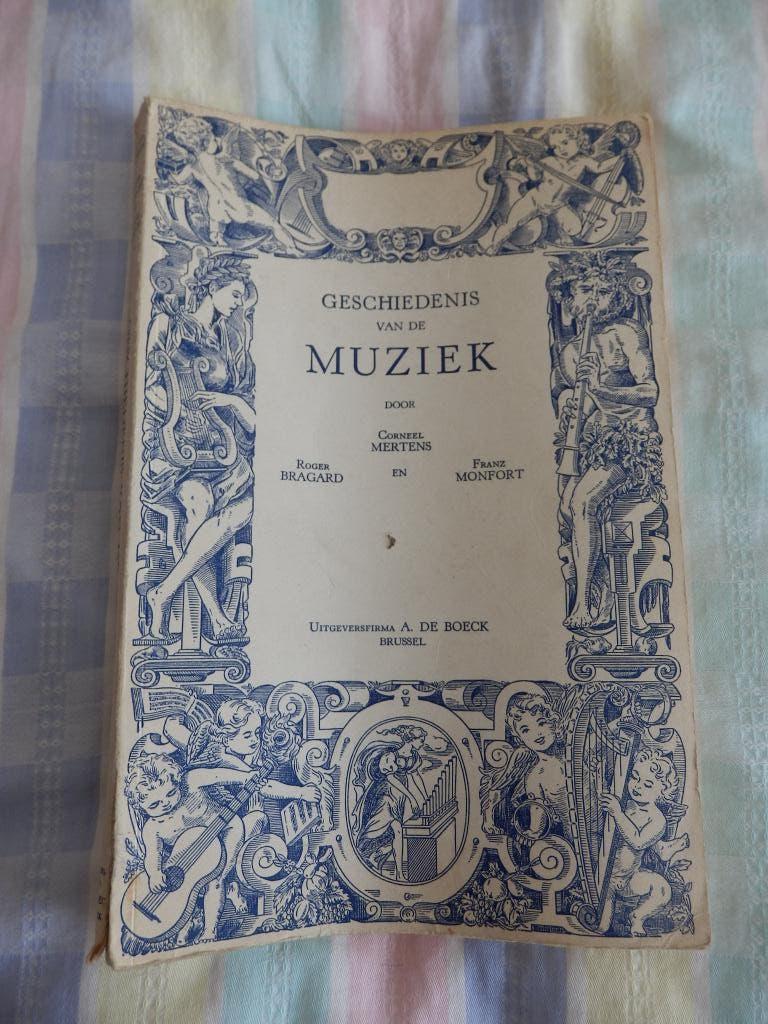 GESCHIEDENIS
VAN DE
MUZIEK
DOOR
CORNEEL
MERTENS
ROGER BRAGARD EN FRANZ MONFORT
UITGEVERSFIRMA A. DE BOECK
BRUSSEL